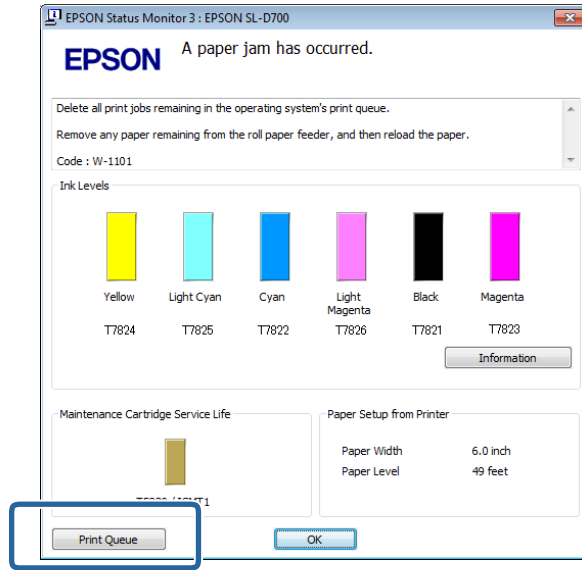 EPSON Status Monitor 3 : EPSON SL-D700
EPSON
A paper jam has occurred.
Delete all print jobs remaining in the operating system's print queue.
Remove any paper remaining from the roll paper feeder, and then reload the paper.
Code : W-1101
Ink Levels
Yellow Light Cyan Cyan Light Magenta Black Magenta
T7824 T7825 T7822 T7826 T7821 T7823
Information
Maintenance Cartridge Service Life
Paper Setup from Printer
Paper Width 6.0 inch
Paper Level 49 feet
Print Queue
OK